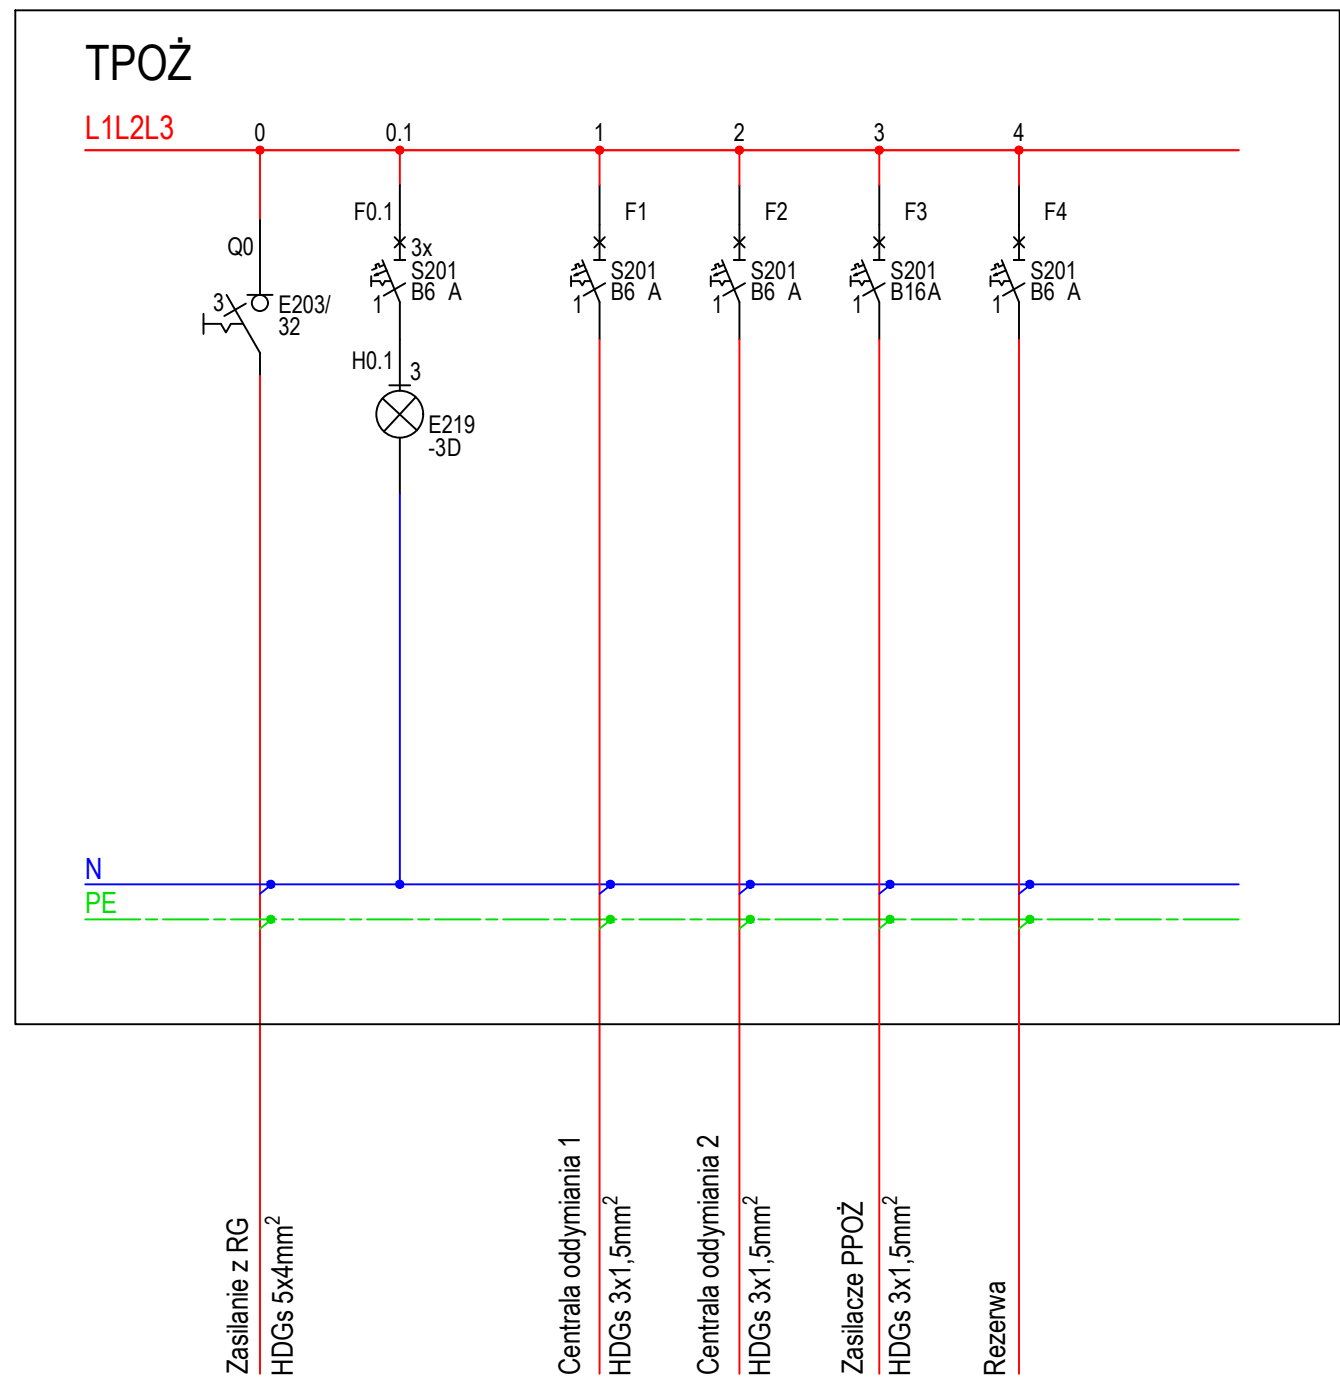 TPOŻ
L1L2L3
0
0.1
1
2
3
4
Q0
3
E203/
32
F0.1
3x
S201
B6 A
1
H0.1
3
E219
-3D
F1
S201
B6 A
1
F2
S201
B6 A
1
F3
S201
B16A
1
F4
S201
B6 A
1
N
PE
Zasilanie z RG
HDGs 5x4mm²
Centrala oddymiania 1
HDGs 3x1,5mm²
Centrala oddymiania 2
HDGs 3x1,5mm²
Zasilacze PPOŻ
HDGs 3x1,5mm²
Rezerwa